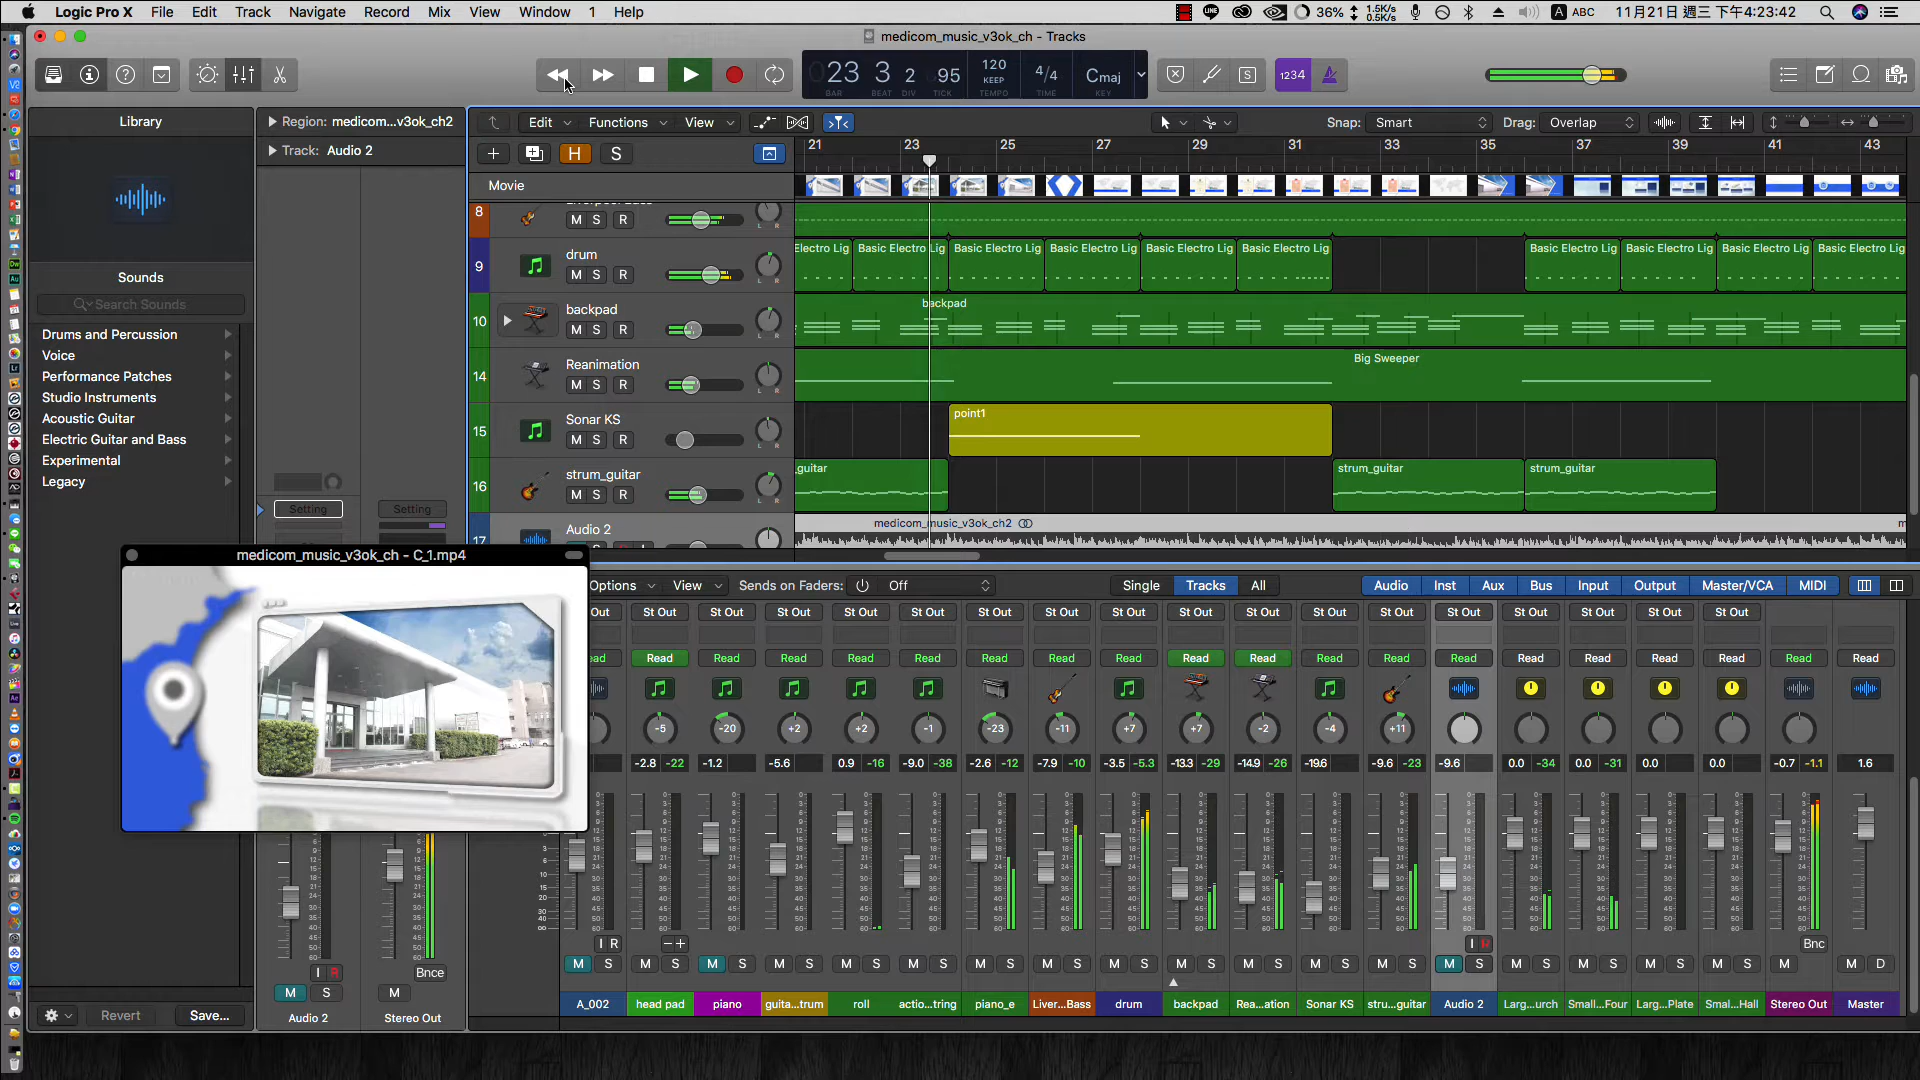 Logic Pro X File Edit Track Navigate Record Mix View Window 1 Help 36% 1.5K/s 0.5K/s A ABC 11月21日 週三 下午4:23:42
medicom_music_v3ok_ch - Tracks
23 3 2 95 120 KEEP 4/4 Cmaj 1234
BAR BEAT DIV TICK TEMPO TIME KEY
Library
Region: medicom...v3ok_ch2
Track: Audio 2
Edit Functions View Snap: Smart Drag: Overlap
H S
21 23 25 27 29 31 33 35 37 39 41 43
Movie
8 M S R L R
9 drum M S R L R
Electro Lig Basic Electro Lig Basic Electro Lig Basic Electro Lig Basic Electro Lig Basic Electro Lig Basic Electro Lig Basic Electro Lig Basic Electro Lig Basic Electro Lig
10 backpad M S R L R
backpad
14 Reanimation M S R L R
Big Sweeper
15 Sonar KS M S R L R
point1
16 strum_guitar M S R L R
_guitar strum_guitar strum_guitar
17 Audio 2
medicom_music_v3ok_ch2
Sounds
Search Sounds
Drums and Percussion
Voice
Performance Patches
Studio Instruments
Acoustic Guitar
Electric Guitar and Bass
Experimental
Legacy
Setting Setting
medicom_music_v3ok_ch - C_1.mp4
Options View Sends on Faders: Off Single Tracks All Audio Inst Aux Bus Input Output Master/VCA MIDI
Out St Out St Out St Out St Out St Out St Out St Out St Out St Out St Out St Out St Out St Out St Out St Out St Out St Out
ead Read Read Read Read Read Read Read Read Read Read Read Read Read Read Read Read Read Read Read
-5 -20 +2 +2 -1 -23 -11 +7 +7 -2 -4 +11
-2.8 -22 -1.2 -5.6 0.9 -16 -9.0 -38 -2.6 -12 -7.9 -10 -3.5 -5.3 -13.3 -29 -14.9 -26 -19.6 -9.6 -23 -9.6 0.0 -34 0.0 -31 0.0 0.0 -0.7 -1.1 1.6
I R I R Bnc
M S M S M S M S M S M S M S M S M S M S M S M S M S M S M S M S M S M S M M D
A_002 head pad piano guita...trum roll actio...tring piano_e Liver...Bass drum backpad Rea...ation Sonar KS stru...guitar Audio 2 Larg...urch Small...Four Larg...Plate Smal...Hall Stereo Out Master
I R Bnce
M S M
Audio 2 Stereo Out
Revert Save...